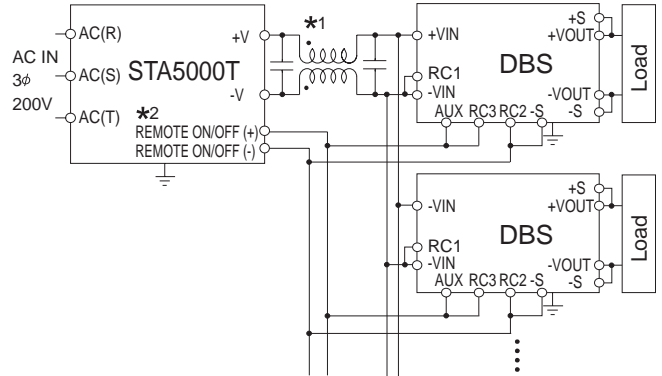 *1
+S
AC(R)
+V
+VIN
+VOUT
AC IN
3φ
200V
AC(S)
STA5000T
DBS
Load
RC1
-V
-VIN
-VOUT
AC(T)
*2
AUX RC3 RC2 -S
-S
REMOTE ON/OFF (+)
REMOTE ON/OFF (-)
+S
-VIN
+VOUT
DBS
Load
RC1
-VIN
-VOUT
AUX RC3 RC2 -S
-S